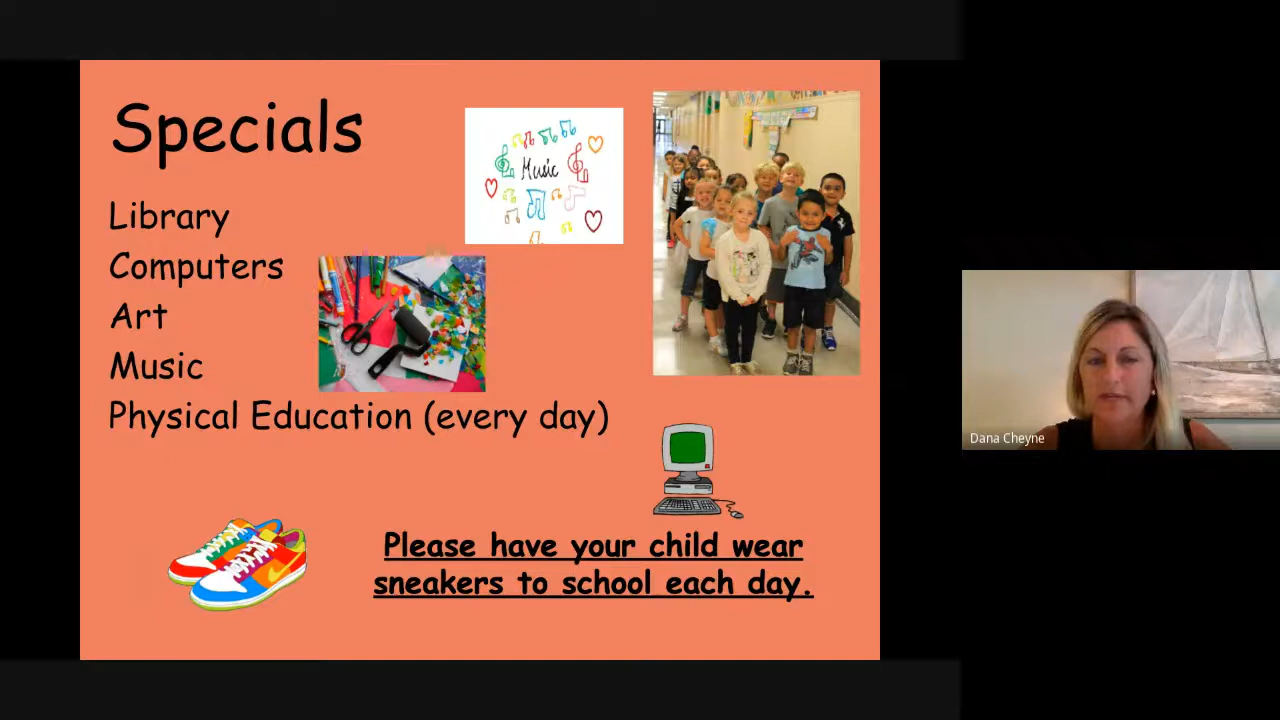 Specials
Music
Library
Computers
Art
Music
Physical Education (every day)
Please have your child wear
sneakers to school each day.
Dana Cheyne